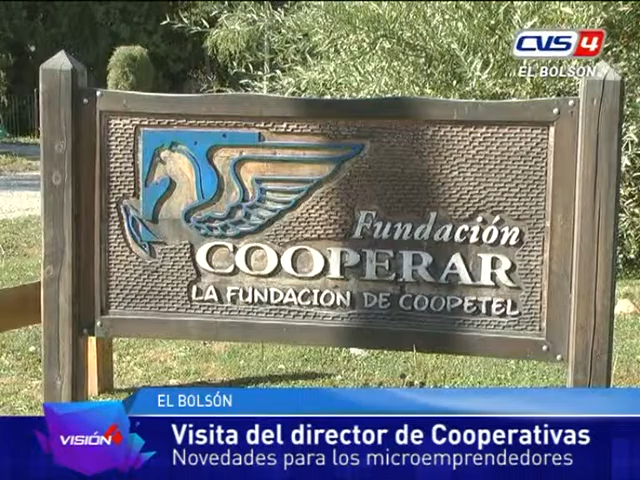 CVS 4
EL BOLSÓN
Fundación
COOPERAR
LA FUNDACION DE COOPETEL
EL BOLSÓN
VISIÓN 4
Visita del director de Cooperativas
Novedades para los microemprendedores